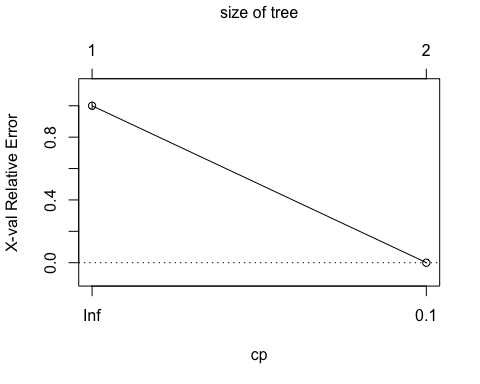 size of tree
1 2
X-val Relative Error
0.8
0.4
0.0
Inf 0.1
cp